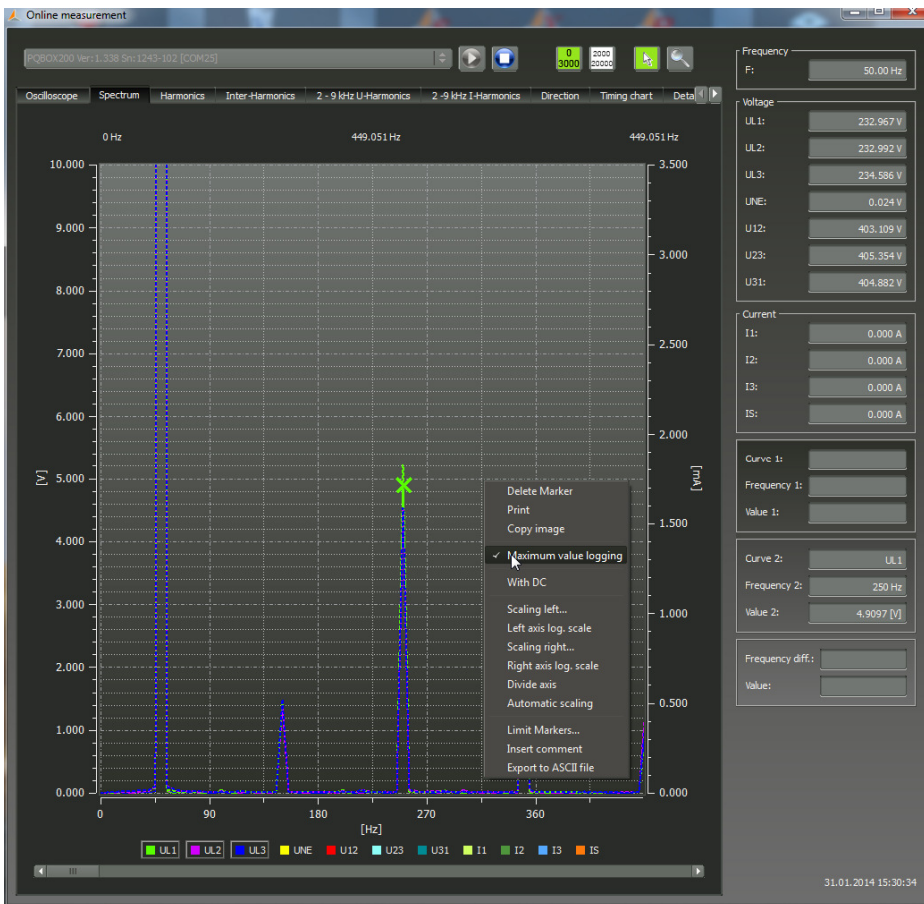 Online measurement
PQBOX200 Ver:1.338 Sn:1243-102 [COM25]
0
3000
2000
20000
Oscilloscope Spectrum Harmonics Inter-Harmonics 2 - 9 kHz U-Harmonics 2 -9 kHz I-Harmonics Direction Timing chart Deta
0 Hz 449.051 Hz 449.051 Hz
10.000
9.000
8.000
7.000
6.000
5.000
4.000
3.000
2.000
1.000
0.000
[V]
3.500
3.000
2.500
2.000
1.500
1.000
0.500
0.000
[mA]
0 90 180 270 360
[Hz]
UL1 UL2 UL3 UNE U12 U23 U31 I1 I2 I3 IS
Delete Marker
Print
Copy image
Maximum value logging
With DC
Scaling left...
Left axis log. scale
Scaling right...
Right axis log. scale
Divide axis
Automatic scaling
Limit Markers...
Insert comment
Export to ASCII file
Frequency
F: 50.00 Hz
Voltage
UL1: 232.967 V
UL2: 232.992 V
UL3: 234.586 V
UNE: 0.024 V
U12: 403.109 V
U23: 405.354 V
U31: 404.882 V
Current
I1: 0.000 A
I2: 0.000 A
I3: 0.000 A
IS: 0.000 A
Curve 1:
Frequency 1:
Value 1:
Curve 2: UL1
Frequency 2: 250 Hz
Value 2: 4.9097 [V]
Frequency diff.:
Value:
31.01.2014 15:30:34